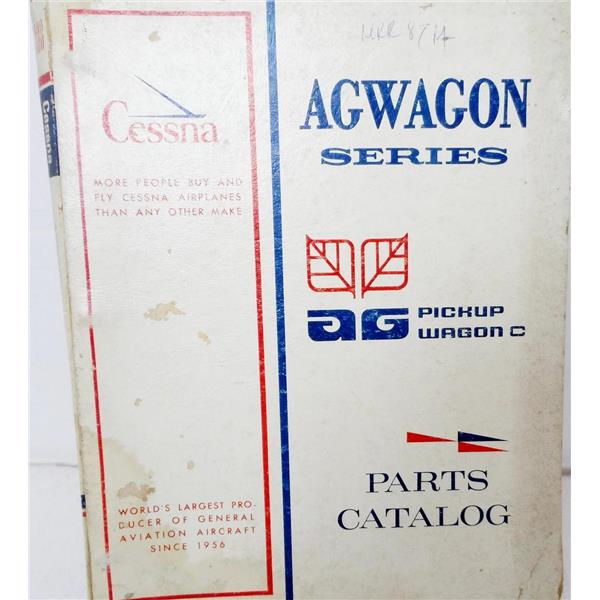 Cessna
MORE PEOPLE BUY AND
FLY CESSNA AIRPLANES
THAN ANY OTHER MAKE
WORLD'S LARGEST PRO-
DUCER OF GENERAL
AVIATION AIRCRAFT
SINCE 1956
AGWAGON
SERIES
AG PICKUP
WAGON C
PARTS
CATALOG
Cessna